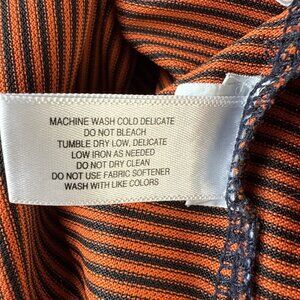 MACHINE WASH COLD DELICATE
DO NOT BLEACH
TUMBLE DRY LOW, DELICATE
LOW IRON AS NEEDED
DO NOT DRY CLEAN
DO NOT USE FABRIC SOFTENER
WASH WITH LIKE COLORS